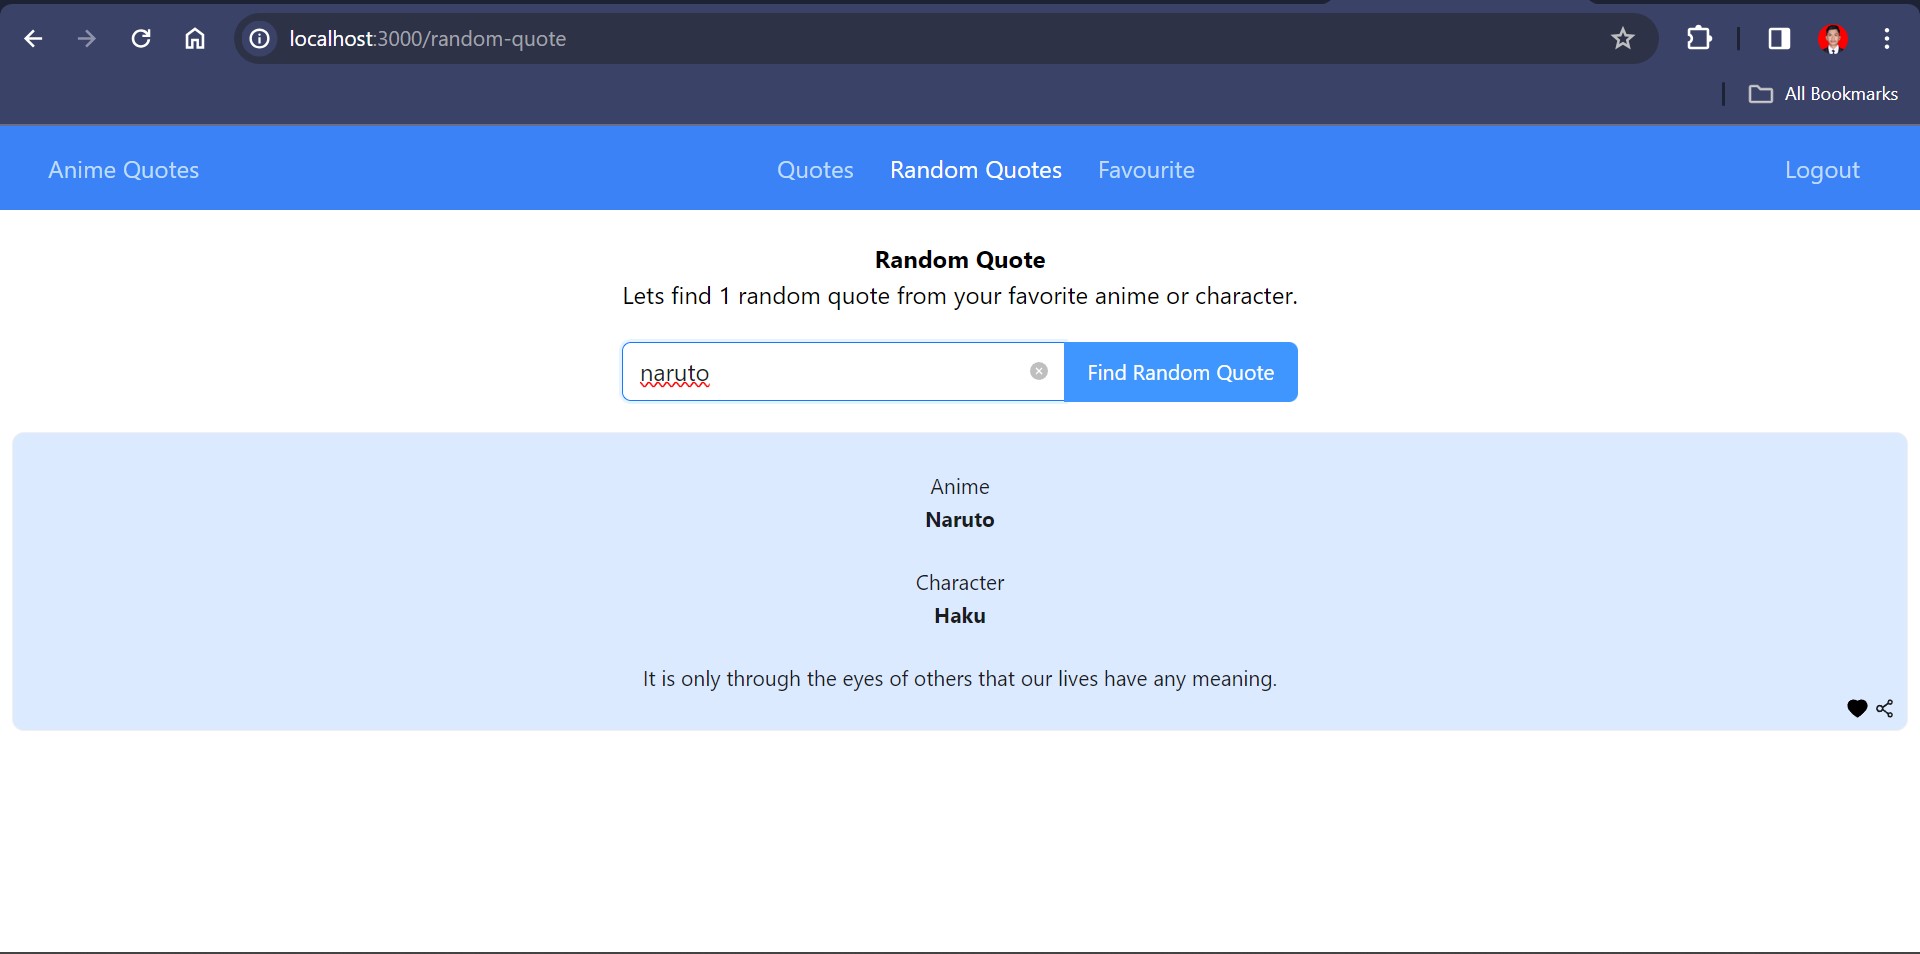 localhost:3000/random-quote
All Bookmarks
Anime Quotes Quotes Random Quotes Favourite Logout
Random Quote
Lets find 1 random quote from your favorite anime or character.
naruto Find Random Quote
Anime
Naruto
Character
Haku
It is only through the eyes of others that our lives have any meaning.